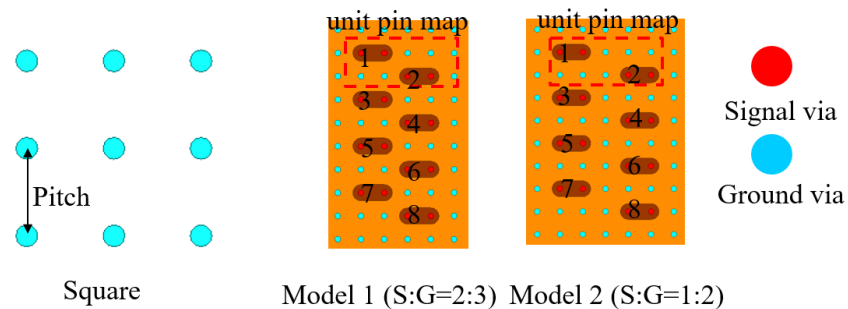 unit pin map
unit pin map
1
2
3
4
5
6
7
8
1
2
3
4
5
6
7
8
Pitch
Signal via
Ground via
Square
Model 1 (S:G=2:3)
Model 2 (S:G=1:2)